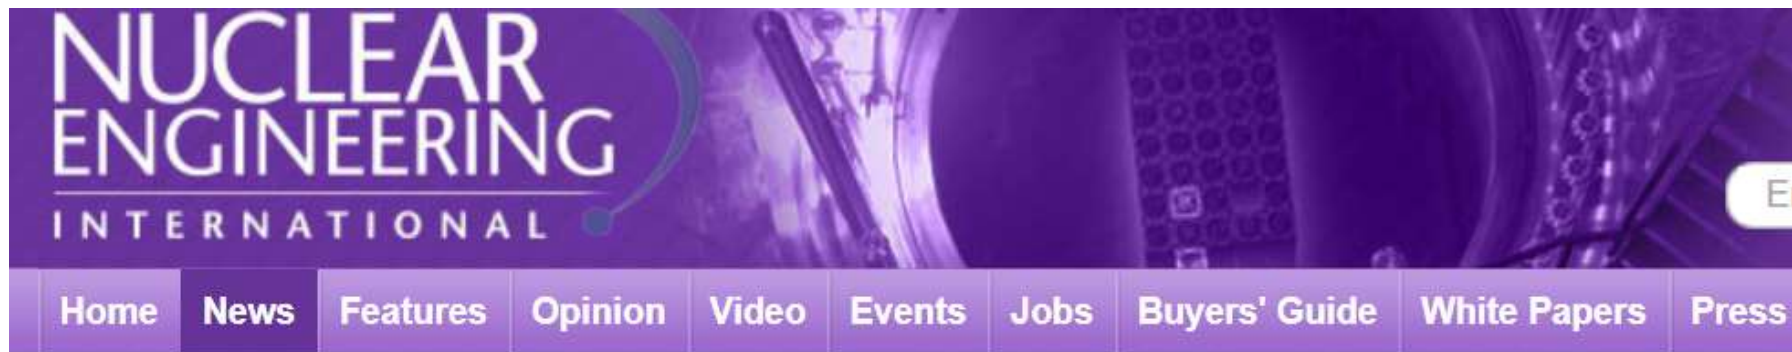 NUCLEAR
ENGINEERING
INTERNATIONAL
E
Home News Features Opinion Video Events Jobs Buyers' Guide White Papers Press